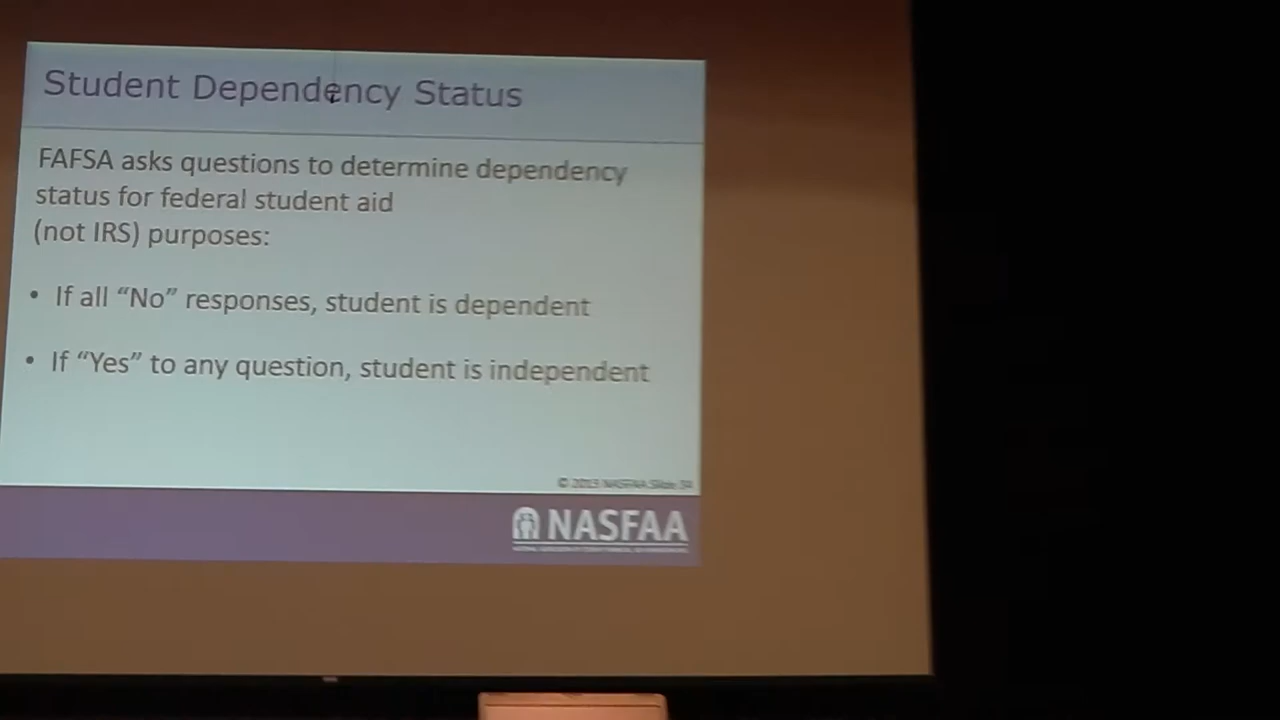 Student Dependency Status
FAFSA asks questions to determine dependency
status for federal student aid
(not IRS) purposes:
• If all “No” responses, student is dependent
• If “Yes” to any question, student is independent
© 2013 NASFAA Slide
NASFAA